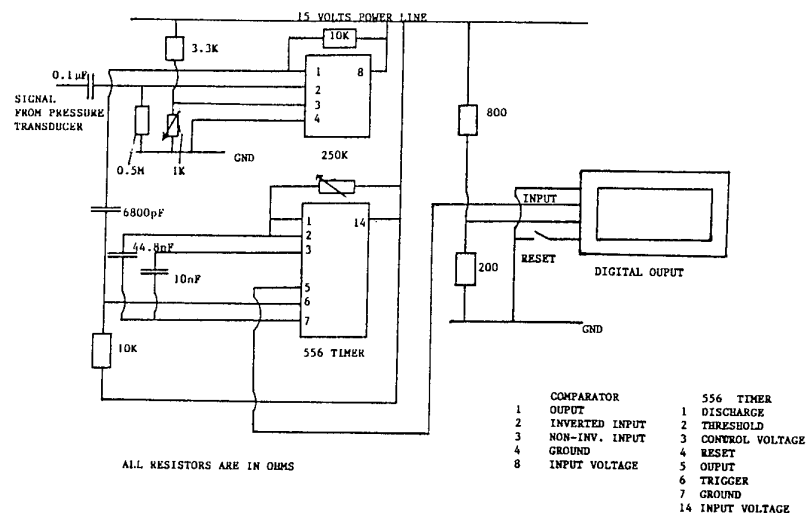 15 VOLTS POWER LINE
10K
3.3K
1 8
2
3
4
0.1µF
SIGNAL
FROM PRESSURE
TRANSDUCER
0.5M
1K
GND
250K
800
6800pF
44.8nF
10nF
1 14
2
3
5
6
7
INPUT
RESET
DIGITAL OUPUT
200
GND
10K
556 TIMER
ALL RESISTORS ARE IN OHMS
COMPARATOR
1 OUPUT
2 INVERTED INPUT
3 NON-INV. INPUT
4 GROUND
8 INPUT VOLTAGE
556 TIMER
1 DISCHARGE
2 THRESHOLD
3 CONTROL VOLTAGE
4 RESET
5 OUPUT
6 TRIGGER
7 GROUND
14 INPUT VOLTAGE